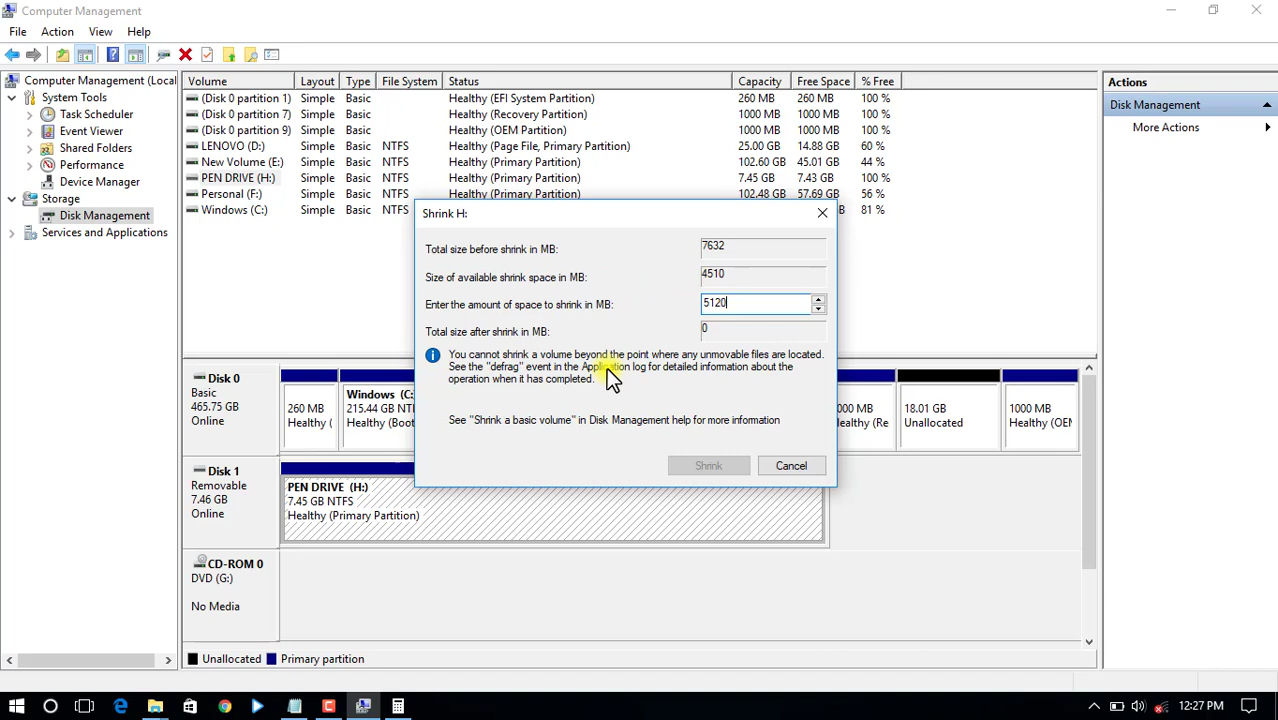 Computer Management
File Action View Help
Computer Management (Local
System Tools
Task Scheduler
Event Viewer
Shared Folders
Performance
Device Manager
Storage
Disk Management
Services and Applications
Volume Layout Type File System Status Capacity Free Space % Free
(Disk 0 partition 1) Simple Basic Healthy (EFI System Partition) 260 MB 260 MB 100 %
(Disk 0 partition 7) Simple Basic Healthy (Recovery Partition) 1000 MB 1000 MB 100 %
(Disk 0 partition 9) Simple Basic Healthy (OEM Partition) 1000 MB 1000 MB 100 %
LENOVO (D:) Simple Basic NTFS Healthy (Page File, Primary Partition) 25.00 GB 14.88 GB 60 %
New Volume (E:) Simple Basic NTFS Healthy (Primary Partition) 102.60 GB 45.01 GB 44 %
PEN DRIVE (H:) Simple Basic NTFS Healthy (Primary Partition) 7.45 GB 7.43 GB 100 %
Personal (F:) Simple Basic NTFS Healthy (Primary Partition) 102.48 GB 57.69 GB 56 %
Windows (C:) Simple Basic NTFS B 81 %
Actions
Disk Management
More Actions
Shrink H:
Total size before shrink in MB: 7632
Size of available shrink space in MB: 4510
Enter the amount of space to shrink in MB: 5120
Total size after shrink in MB: 0
You cannot shrink a volume beyond the point where any unmovable files are located.
See the "defrag" event in the Application log for detailed information about the
operation when it has completed.
See "Shrink a basic volume" in Disk Management help for more information
Shrink Cancel
Disk 0
Basic
465.75 GB
Online
260 MB
Healthy (
Windows (C:
215.44 GB NT
Healthy (Boot
000 MB
ealthy (Re
18.01 GB
Unallocated
1000 MB
Healthy (OEM
Disk 1
Removable
7.46 GB
Online
PEN DRIVE (H:)
7.45 GB NTFS
Healthy (Primary Partition)
CD-ROM 0
DVD (G:)
No Media
Unallocated Primary partition
12:27 PM